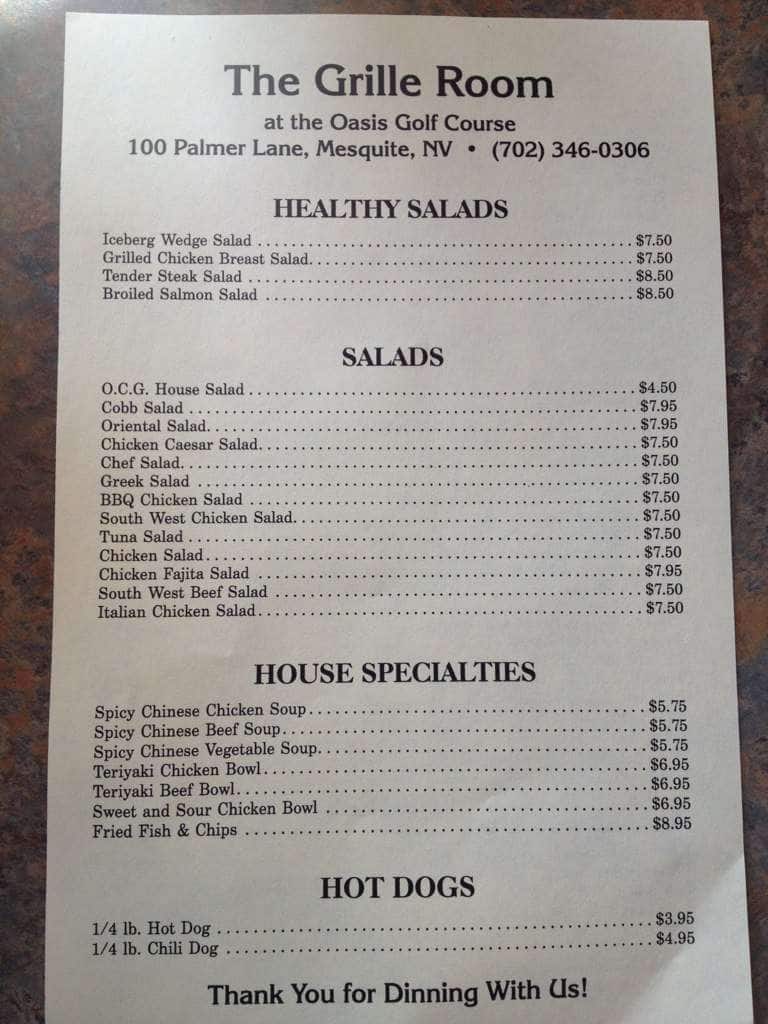 The Grille Room
at the Oasis Golf Course
100 Palmer Lane, Mesquite, NV • (702) 346-0306
HEALTHY SALADS
Iceberg Wedge Salad ............................................ $7.50
Grilled Chicken Breast Salad...................................... $7.50
Tender Steak Salad ............................................. $8.50
Broiled Salmon Salad ............................................ $8.50
SALADS
O.C.G. House Salad ............................................. $4.50
Cobb Salad .................................................... $7.95
Oriental Salad.................................................. $7.95
Chicken Caesar Salad............................................ $7.50
Chef Salad..................................................... $7.50
Greek Salad ................................................... $7.50
BBQ Chicken Salad ............................................. $7.50
South West Chicken Salad........................................ $7.50
Tuna Salad .................................................... $7.50
Chicken Salad.................................................. $7.50
Chicken Fajita Salad ............................................ $7.95
South West Beef Salad .......................................... $7.50
Italian Chicken Salad............................................ $7.50
HOUSE SPECIALTIES
Spicy Chinese Chicken Soup....................................... $5.75
Spicy Chinese Beef Soup.......................................... $5.75
Spicy Chinese Vegetable Soup...................................... $5.75
Teriyaki Chicken Bowl............................................ $6.95
Teriyaki Beef Bowl............................................... $6.95
Sweet and Sour Chicken Bowl ..................................... $6.95
Fried Fish & Chips .............................................. $8.95
HOT DOGS
1/4 lb. Hot Dog ................................................. $3.95
1/4 lb. Chili Dog ................................................ $4.95
Thank You for Dinning With Us!